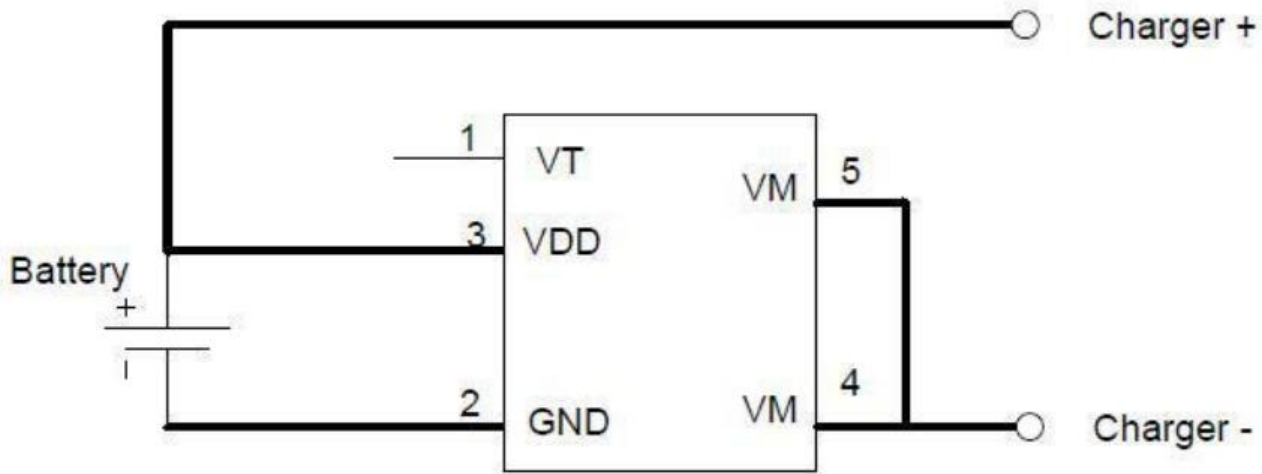 Charger +
1
VT
5
VM
3
VDD
Battery
+
-
4
2
GND
VM
Charger -